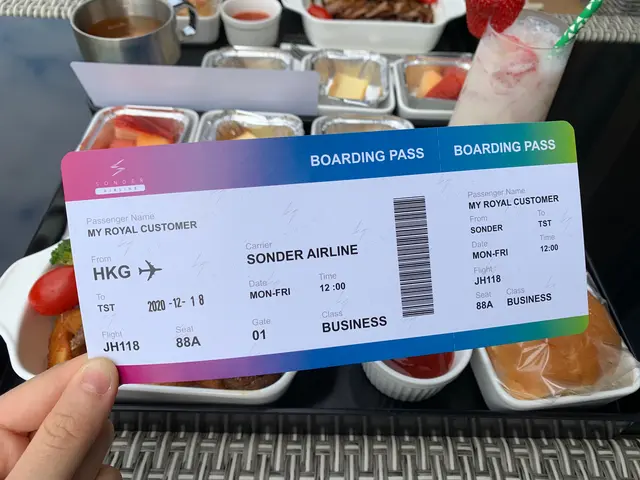 SONDER
AIRLINE
BOARDING PASS
Passenger Name
MY ROYAL CUSTOMER
From
HKG
Carrier
SONDER AIRLINE
To
TST
2020-12-18
Date
MON-FRI
Time
12 :00
Flight
JH118
Seat
88A
Gate
01
Class
BUSINESS
BOARDING PASS
Passenger Name
MY ROYAL CUSTOMER
From
SONDER
To
TST
Date
MON-FRI
Time
12:00
Flight
JH118
Seat
88A
Class
BUSINESS